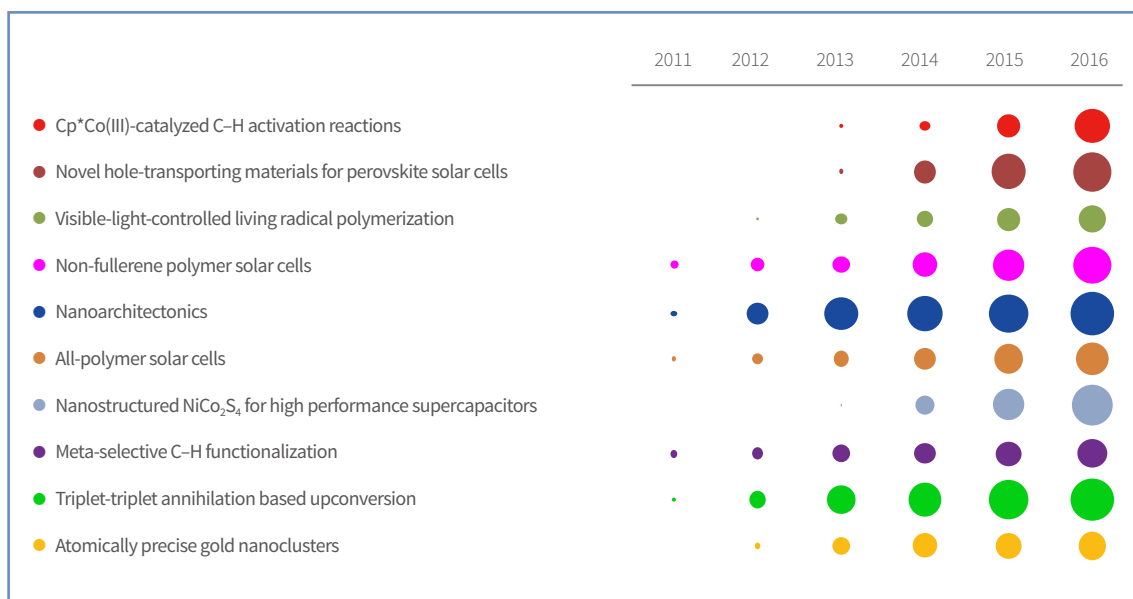 2011 2012 2013 2014 2015 2016
Cp*Co(III)-catalyzed C–H activation reactions
Novel hole-transporting materials for perovskite solar cells
Visible-light-controlled living radical polymerization
Non-fullerene polymer solar cells
Nanoarchitectonics
All-polymer solar cells
Nanostructured NiCo₂S₄ for high performance supercapacitors
Meta-selective C–H functionalization
Triplet-triplet annihilation based upconversion
Atomically precise gold nanoclusters